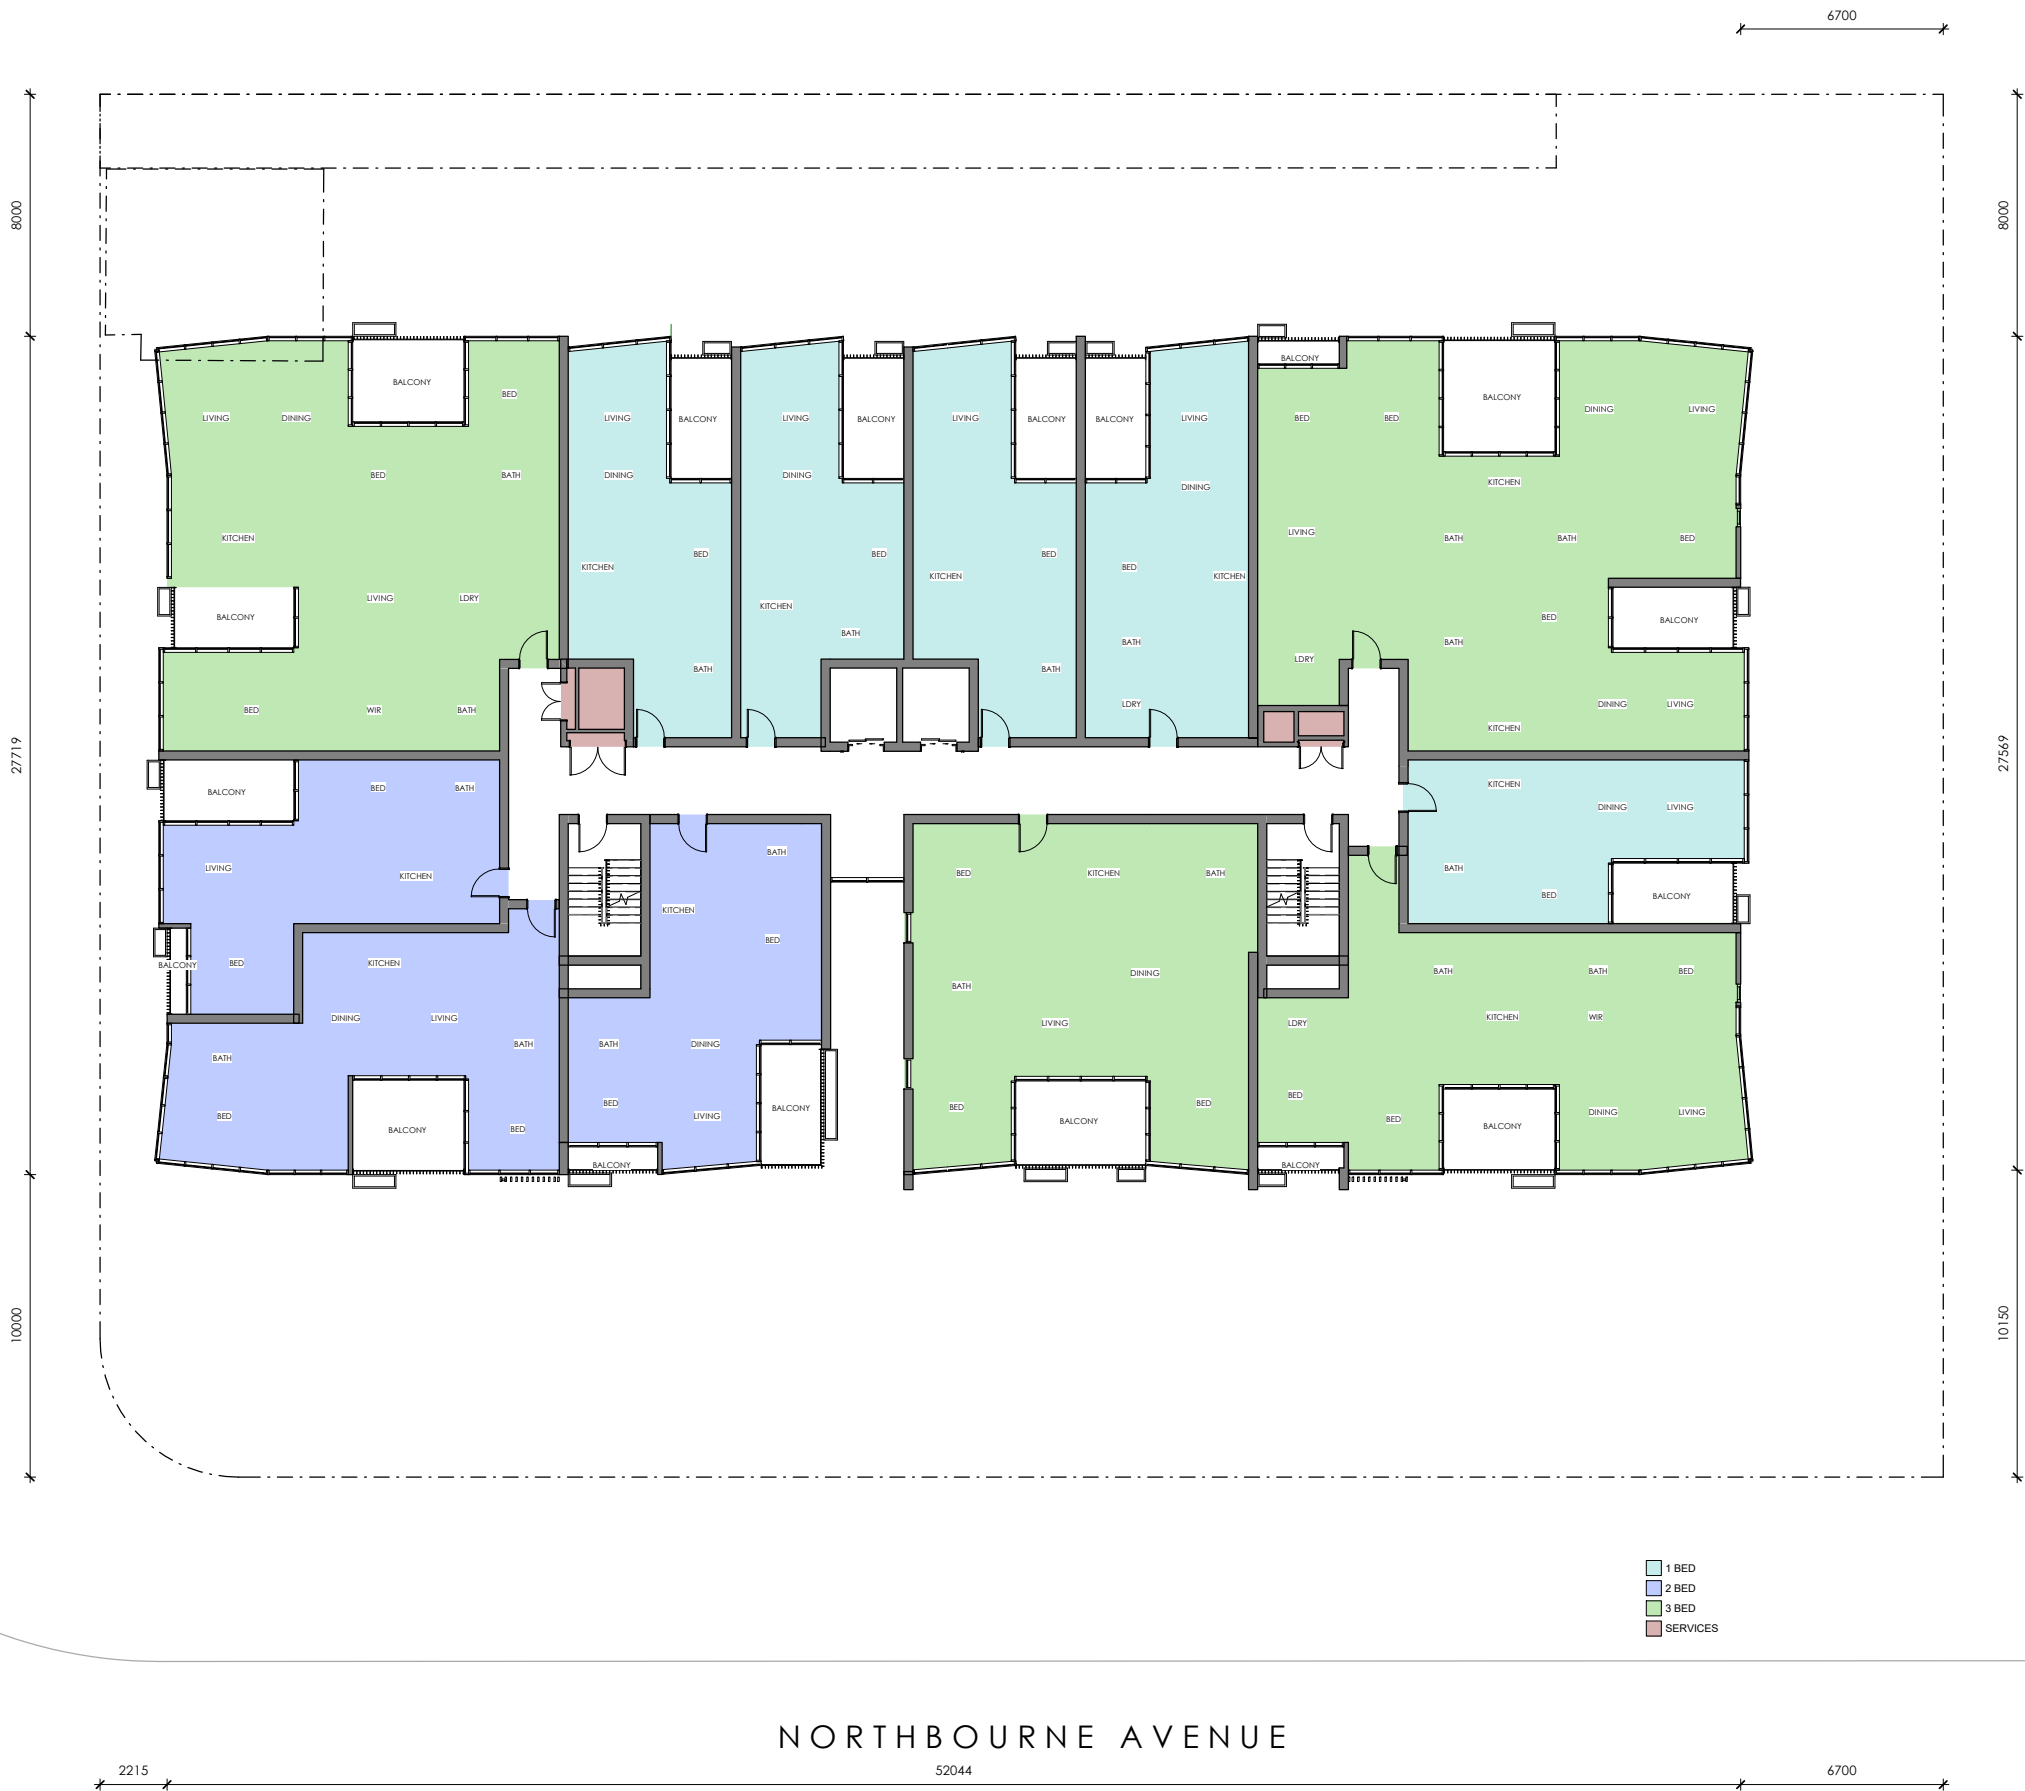 6700
8000
8000
BALCONY
BALCONY
BED
BALCONY
LIVING
DINING
LIVING
BALCONY
LIVING
BALCONY
LIVING
BALCONY
BALCONY
LIVING
BED
BED
BALCONY
DINING
LIVING
BED
BATH
DINING
DINING
DINING
KITCHEN
KITCHEN
LIVING
BATH
BATH
BED
BED
BED
BED
BED
KITCHEN
KITCHEN
KITCHEN
KITCHEN
LIVING
LDRY
KITCHEN
BALCONY
BED
BALCONY
BATH
BATH
BATH
LDRY
BATH
BATH
BED
WIR
BATH
LDRY
DINING
LIVING
KITCHEN
27719
27569
BALCONY
BED
BATH
KITCHEN
DINING
LIVING
LIVING
KITCHEN
BATH
BED
KITCHEN
BATH
BATH
KITCHEN
BED
BED
BALCONY
BALCONY
BED
KITCHEN
DINING
BATH
BATH
BATH
BED
DINING
LIVING
LIVING
LDRY
KITCHEN
WIR
BATH
BATH
BATH
DINING
BED
BALCONY
BED
BED
LIVING
BALCONY
BED
BALCONY
BED
BED
BED
BALCONY
DINING
LIVING
BALCONY
BALCONY
10000
10150
1 BED
2 BED
3 BED
SERVICES
NORTHBOURNE AVENUE
2215
52044
6700